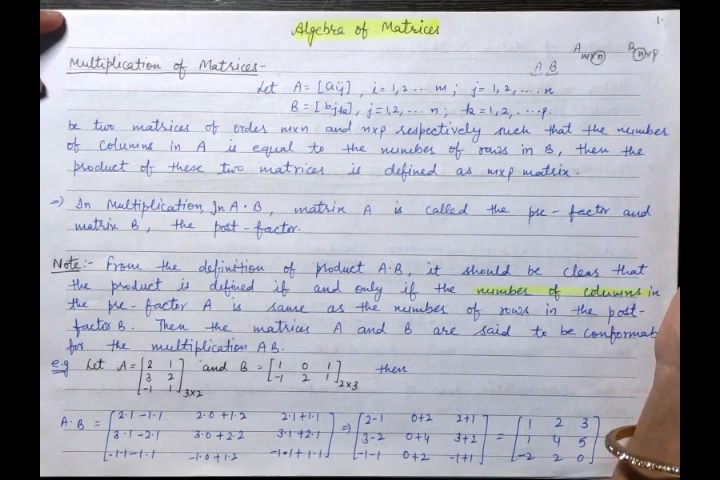 1.
Algebra of Matrices
A m×n B n×p
Multiplication of Matrices:-
A.B
Let A = [aij], i = 1,2 ... m ; j = 1,2, .... n
B = [bjk], j = 1,2, ... n ; k = 1,2, ....p.
be two matrices of order m×n and n×p respectively such that the number
of columns in A is equal to the number of rows in B, then the
product of these two matrices is defined as m×p matrix.
⇒ In Multiplication, In A·B, matrix A is called the pre-factor and
matrix B, the post-factor.
Note:- From the definition of product A·B, it should be clear that
the product is defined if and only if the number of columns in
the pre-factor A is same as the number of rows in the post-
factor B. Then the matrices A and B are said to be conformab
for the multiplication AB.
e.g Let A = [2 1 and B = [1 0 1 then
3 2 -1 2 1] 2×3
-1 1] 3×2
A·B = [2·1-1·1 2·0+1·2 2·1+1·1 ⇒ [2-1 0+2 2+1 = [1 2 3
3·1-2·1 3·0+2·2 3·1+2·1 3-2 0+4 3+2 1 4 5
-1·1-1·1 -1·0+1·2 -1·1+1·1] -1-1 0+2 -1+1] -2 2 0]